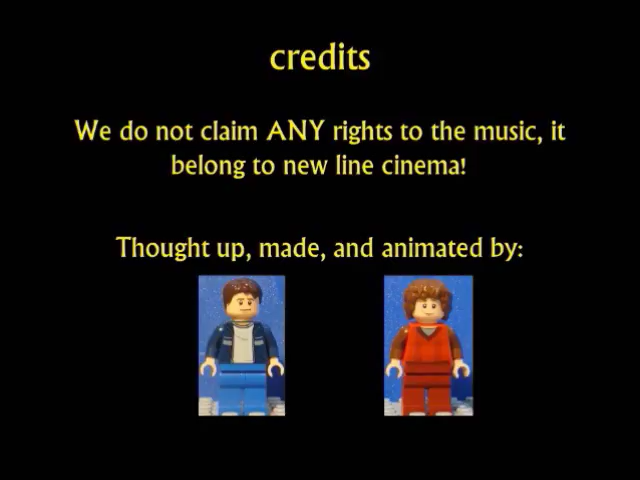 credits
We do not claim ANY rights to the music, it
belong to new line cinema!
Thought up, made, and animated by: